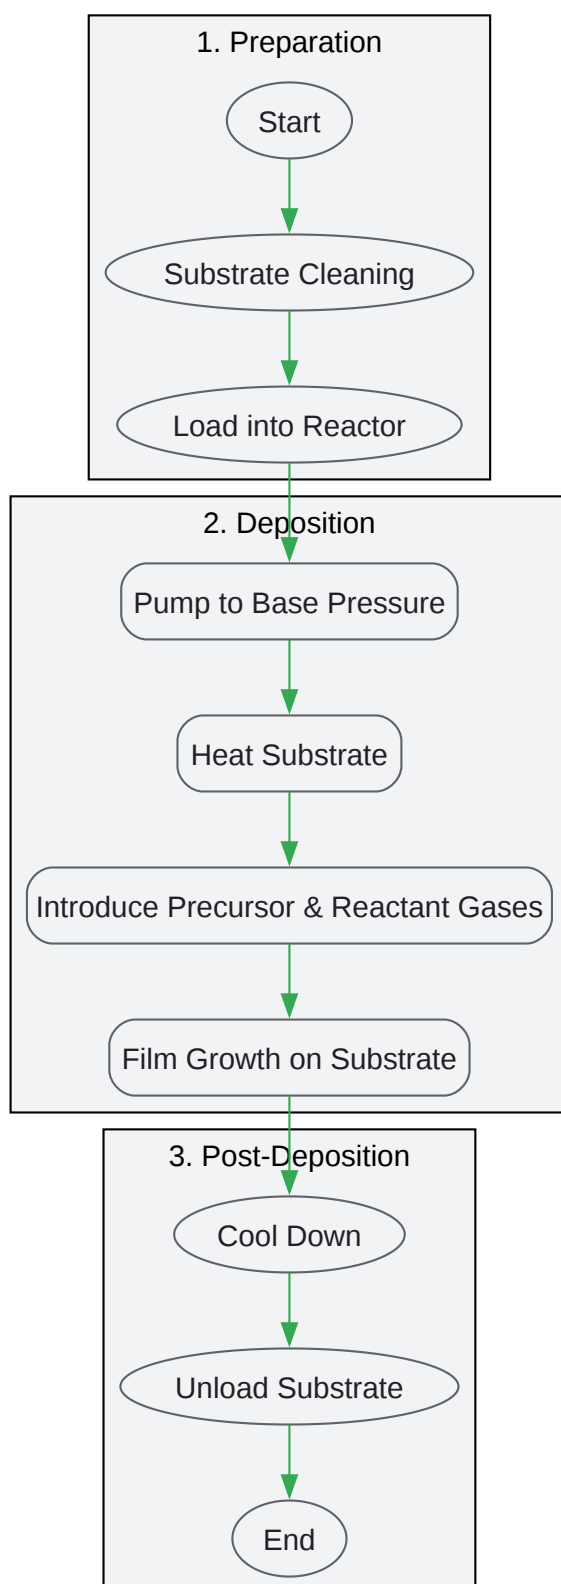 1. Preparation
Start
Substrate Cleaning
Load into Reactor
2. Deposition
Pump to Base Pressure
Heat Substrate
Introduce Precursor & Reactant Gases
Film Growth on Substrate
3. Post-Deposition
Cool Down
Unload Substrate
End